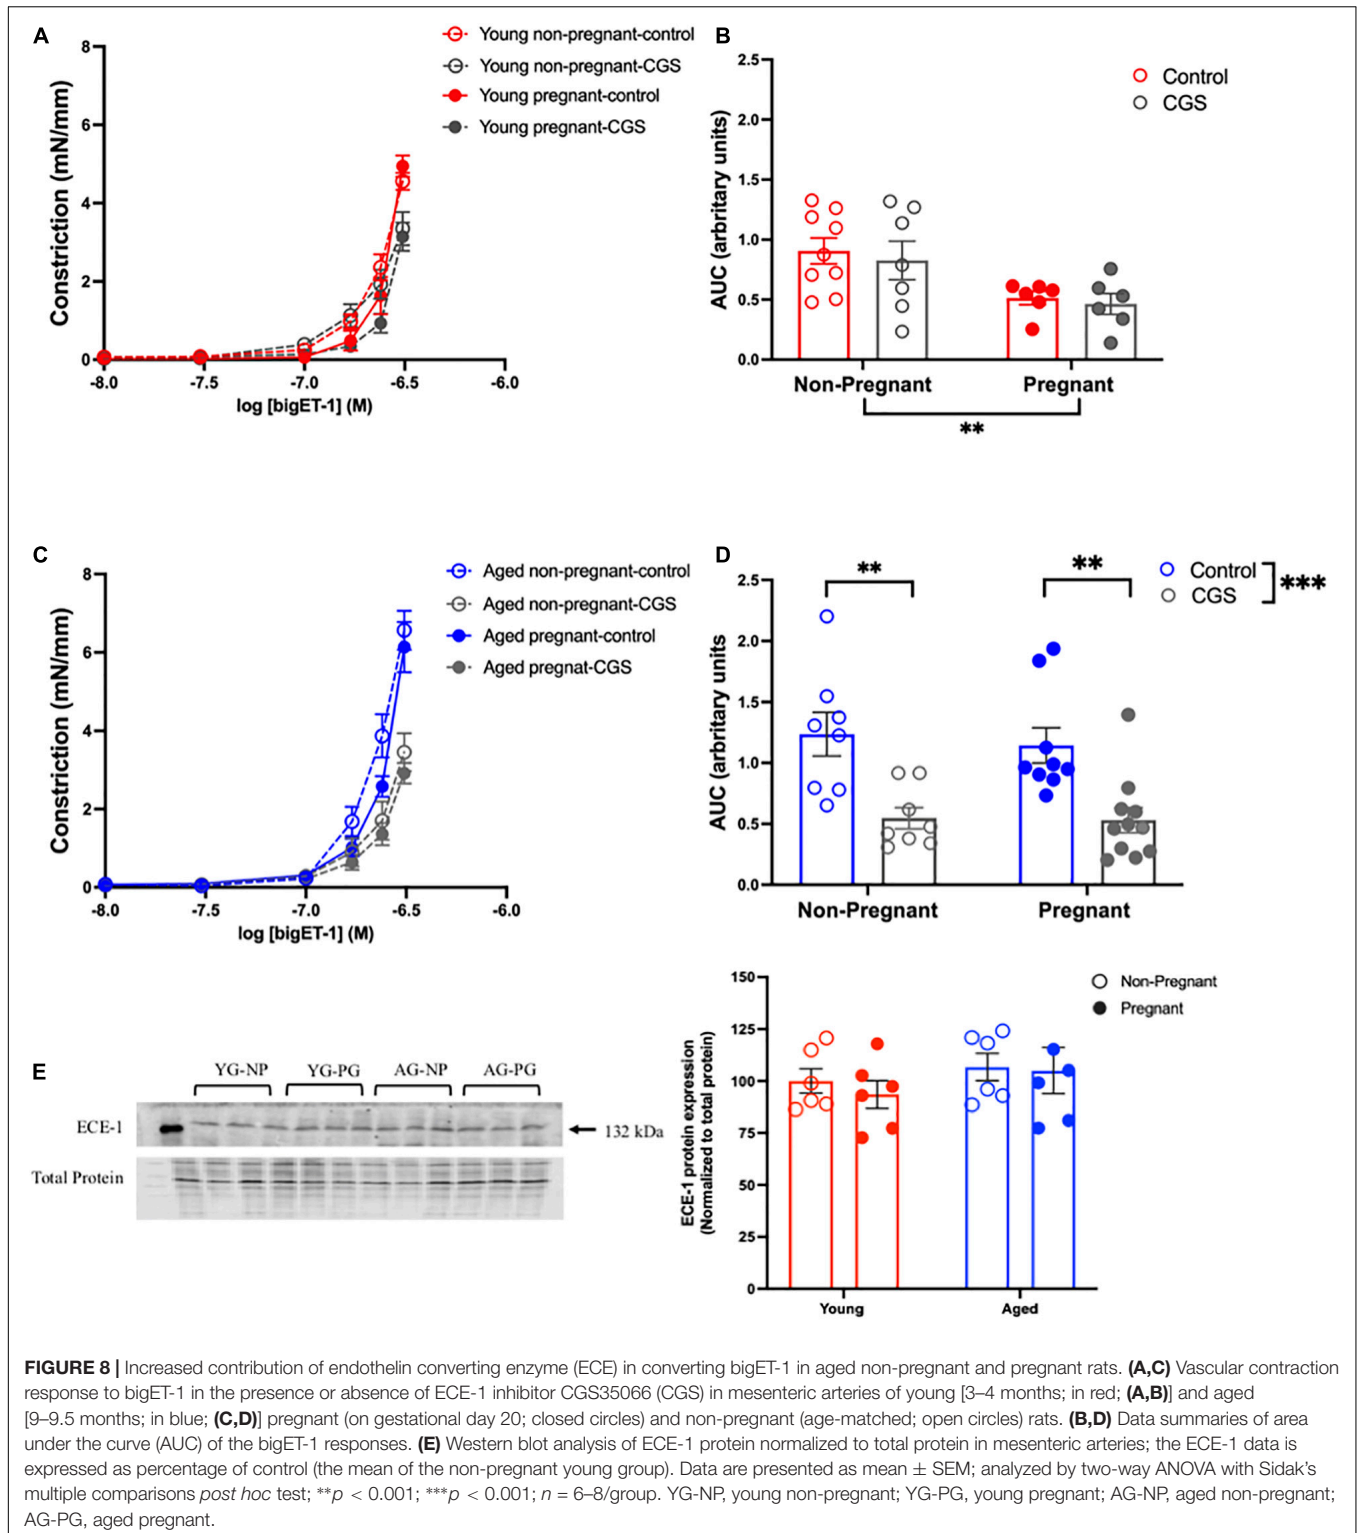 A
8
6
4
2
0
Constriction (mN/mm)
-8.0 -7.5 -7.0 -6.5 -6.0
log [bigET-1] (M)
Young non-pregnant-control
Young non-pregnant-CGS
Young pregnant-control
Young pregnant-CGS
B
2.5
2.0
1.5
1.0
0.5
0.0
AUC (arbritary units)
Control
CGS
Non-Pregnant Pregnant
**
C
8
6
4
2
0
Constriction (mN/mm)
-8.0 -7.5 -7.0 -6.5 -6.0
log [bigET-1] (M)
Aged non-pregnant-control
Aged non-pregnant-CGS
Aged pregnant-control
Aged pregnat-CGS
D
2.5
2.0
1.5
1.0
0.5
0.0
AUC (arbritary units
** **
Control
CGS
***
Non-Pregnant Pregnant
E
YG-NP YG-PG AG-NP AG-PG
ECE-1
132 kDa
Total Protein
150
125
100
75
50
25
0
ECE-1 protein expression
(Normalized to total protein)
Non-Pregnant
Pregnant
Young Aged
FIGURE 8 | Increased contribution of endothelin converting enzyme (ECE) in converting bigET-1 in aged non-pregnant and pregnant rats. (A,C) Vascular contraction
response to bigET-1 in the presence or absence of ECE-1 inhibitor CGS35066 (CGS) in mesenteric arteries of young [3–4 months; in red; (A,B)] and aged
[9–9.5 months; in blue; (C,D)] pregnant (on gestational day 20; closed circles) and non-pregnant (age-matched; open circles) rats. (B,D) Data summaries of area
under the curve (AUC) of the bigET-1 responses. (E) Western blot analysis of ECE-1 protein normalized to total protein in mesenteric arteries; the ECE-1 data is
expressed as percentage of control (the mean of the non-pregnant young group). Data are presented as mean ± SEM; analyzed by two-way ANOVA with Sidak's
multiple comparisons post hoc test; **p < 0.001; ***p < 0.001; n = 6–8/group. YG-NP, young non-pregnant; YG-PG, young pregnant; AG-NP, aged non-pregnant;
AG-PG, aged pregnant.